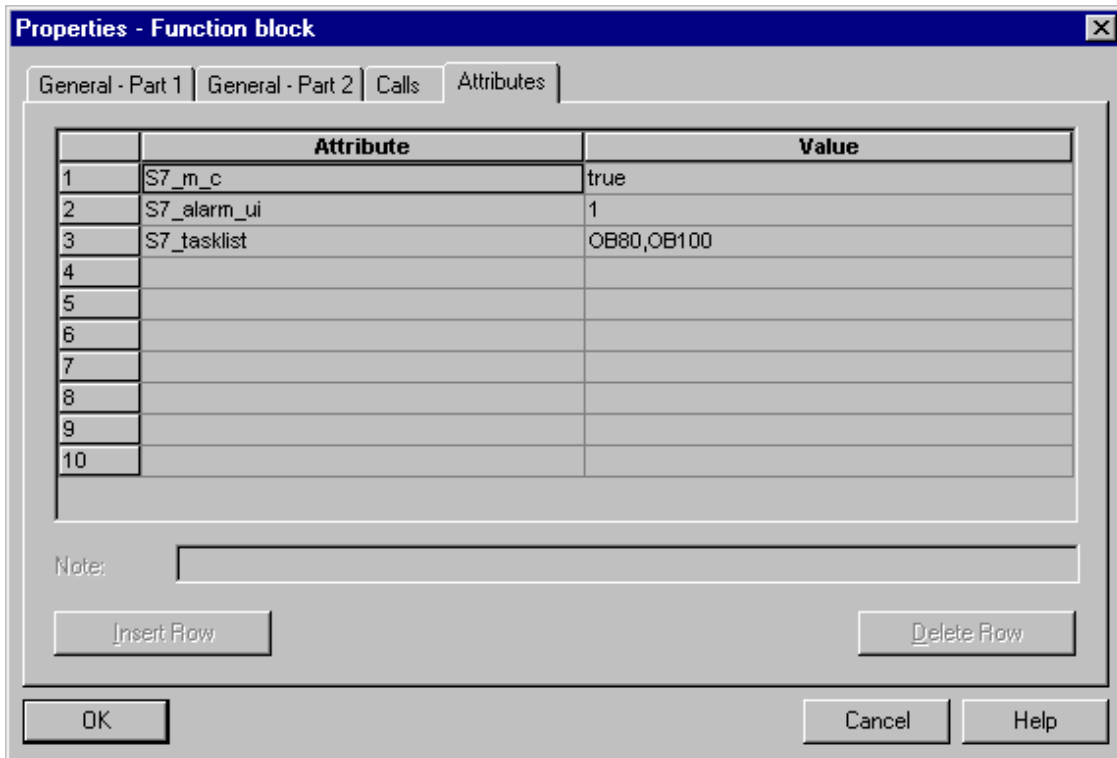 Properties - Function block
General - Part 1 General - Part 2 Calls Attributes
Attribute Value
1 S7_m_c true
2 S7_alarm_ui 1
3 S7_tasklist OB80,OB100
4
5
6
7
8
9
10
Note:
Insert Row Delete Row
OK Cancel Help